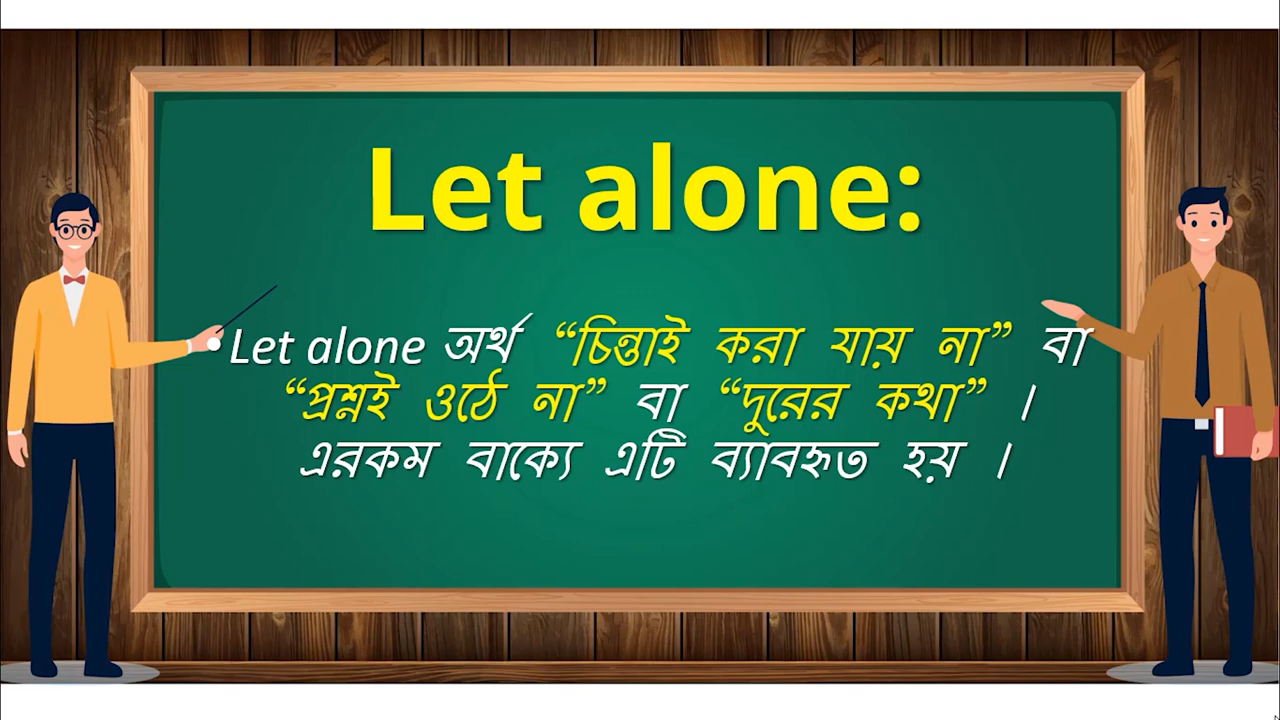 Let alone:
Let alone অর্থ “চিন্তাই করা যায় না” বা
“প্রশ্নই ওঠে না” বা “দুরের কথা” ।
এরকম বাক্যে এটি ব্যাবহৃত হয় ।